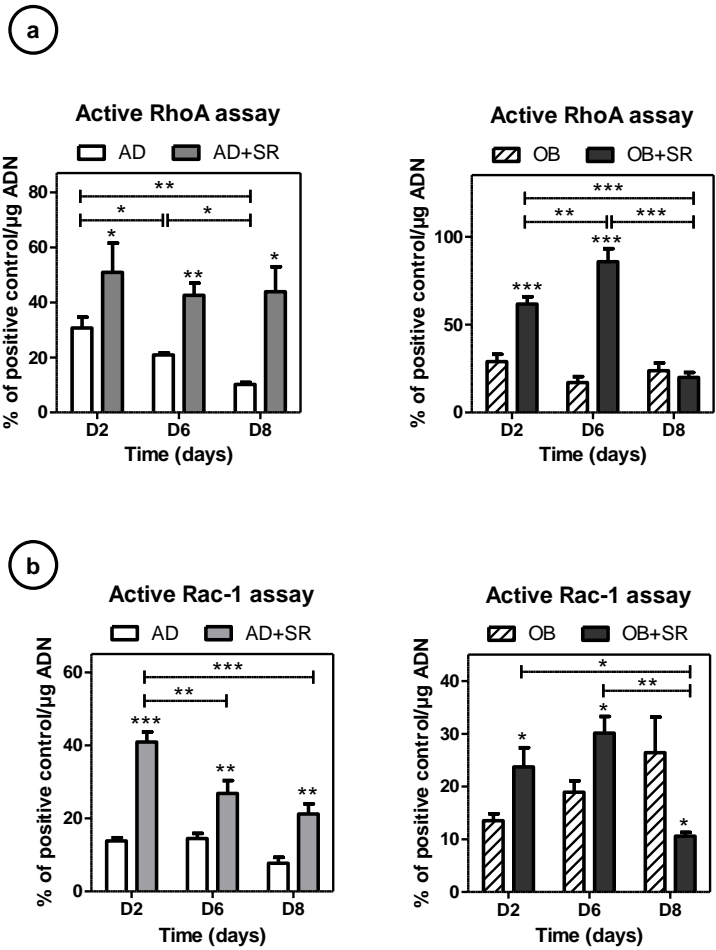 a
Active RhoA assay
AD AD+SR
% of positive control/µg ADN
80
60
40
20
0
**
* *
*
**
*
D2 D6 D8
Time (days)
Active RhoA assay
OB OB+SR
% of positive control/µg ADN
100
50
0
***
** ***
***
***
D2 D6 D8
Time (days)
b
Active Rac-1 assay
AD AD+SR
% of positive control/µg ADN
60
40
20
0
***
**
***
**
**
D2 D6 D8
Time (days)
Active Rac-1 assay
OB OB+SR
% of positive control/µg ADN
40
30
20
10
0
*
**
*
*
*
D2 D6 D8
Time (days)